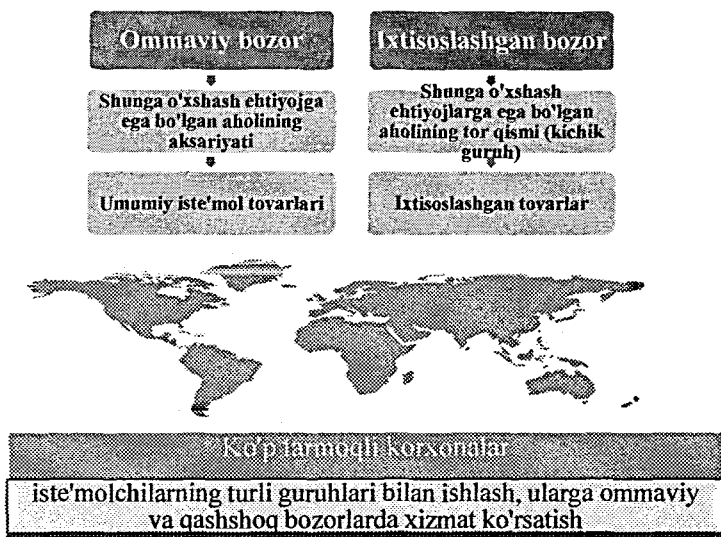 Ommaviy bozor
Ixtisoslashgan bozor
Shunga o'xshash ehtiyojga
ega bo'lgan aholining
aksariyati
Shunga o'xshash
ehtiyojlarga ega bo'lgan
aholining tor qismi (kichik
guruh)
Umumiy iste'mol tovarlari
Ixtisoslashgan tovarlar
Ko'p tarmoqli korxonalar
iste'molchilarning turli guruhlari bilan ishlash, ularga ommaviy
va qashshoq bozorlarda xizmat ko'rsatish